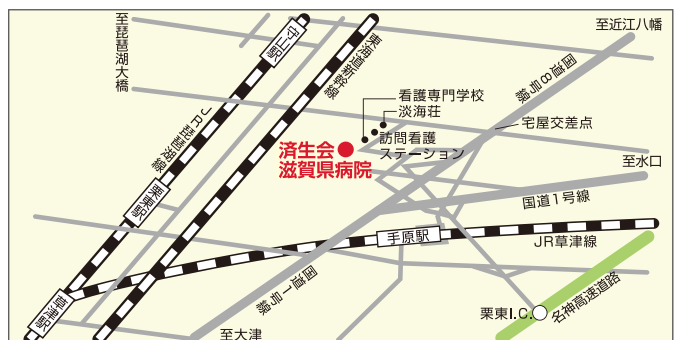 至琵琶湖大橋
守山駅
東海道新幹線
至近江八幡
国道8号線
看護専門学校
淡海荘
訪問看護
ステーション
宅屋交差点
済生会
滋賀県病院
至水口
JR琵琶湖線
栗東駅
国道1号線
手原駅
JR草津線
国道1号線
草津駅
栗東I.C.
名神高速道路
至大津